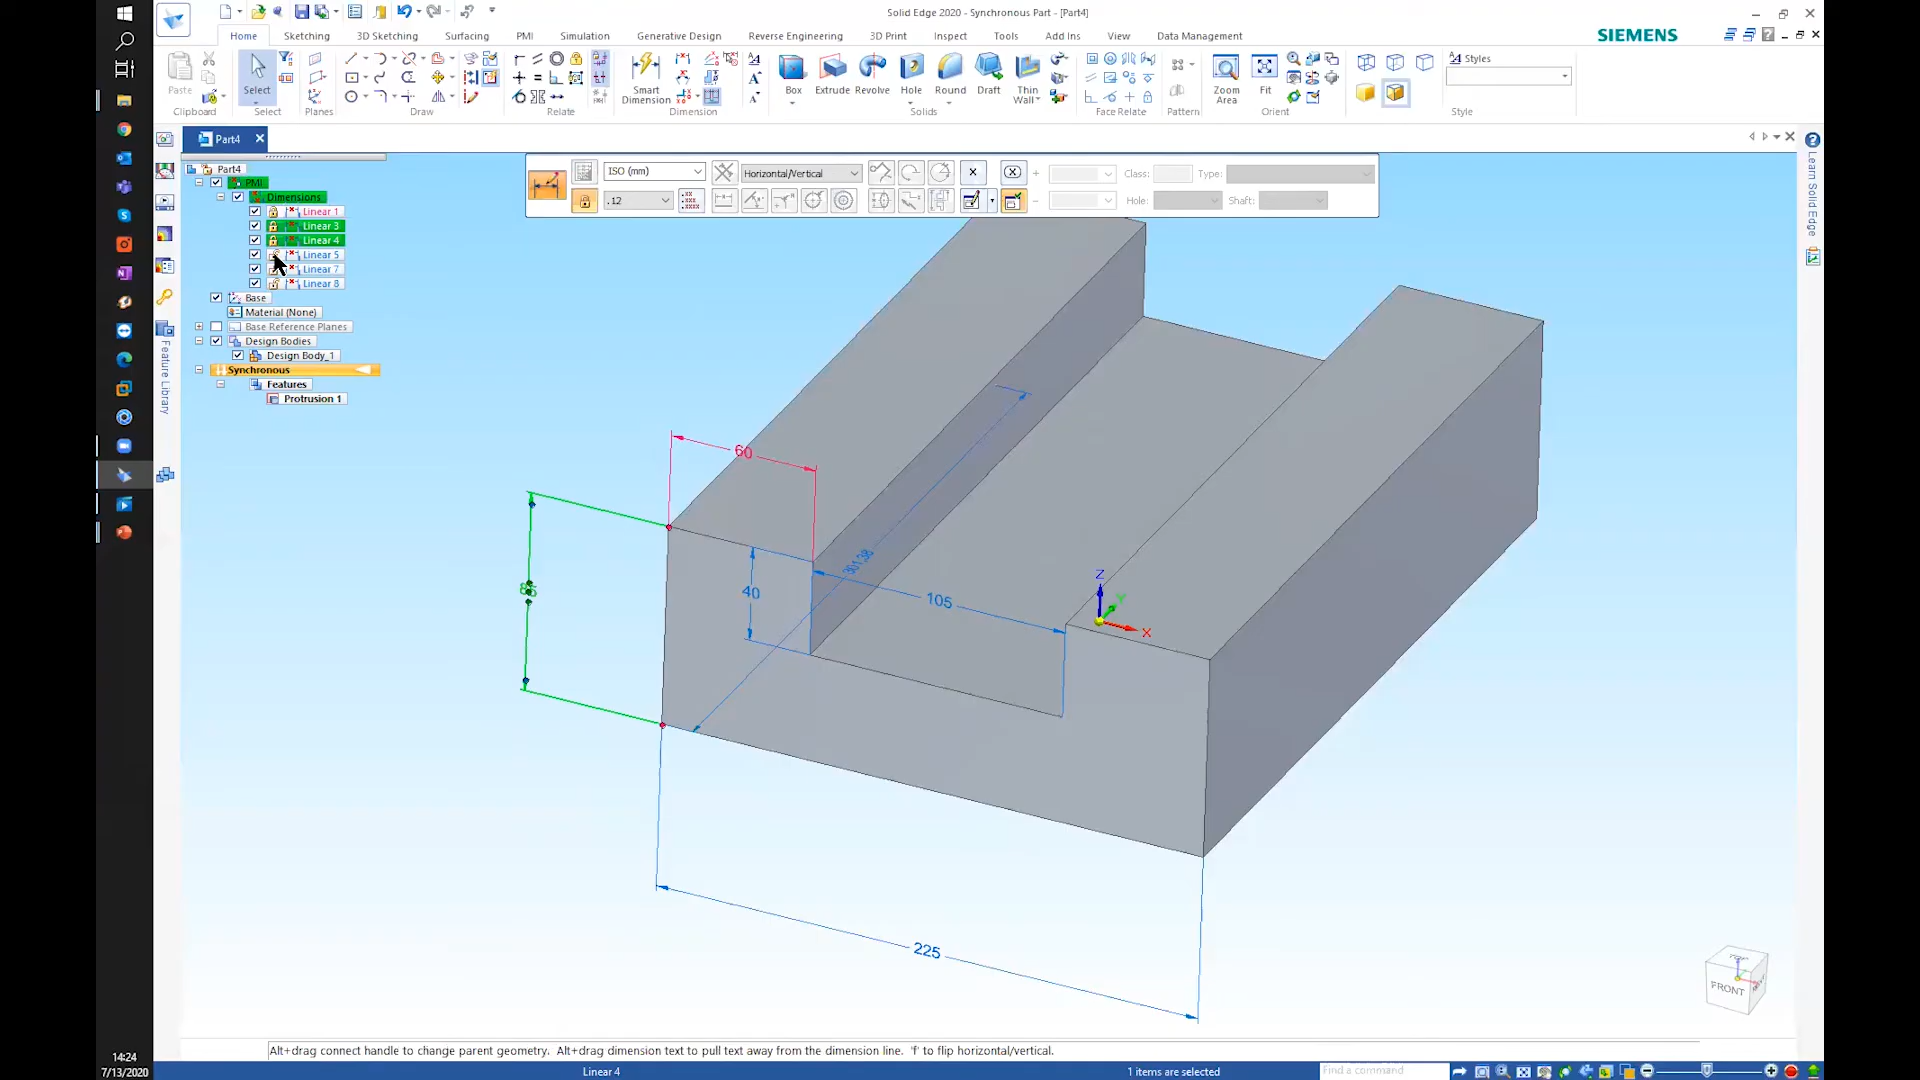 Solid Edge 2020 - Synchronous Part - [Part4]
Home Sketching 3D Sketching Surfacing PMI Simulation Generative Design Reverse Engineering 3D Print Inspect Tools Add Ins View Data Management
SIEMENS
Paste
Clipboard
Select
Select
Planes
Draw
Relate
Smart
Dimension
Dimension
Box Extrude Revolve Hole Round Draft Thin
Wall
Solids
Face Relate
Pattern
Zoom
Area
Fit
Orient
Styles
Style
Part4
Learn Solid Edge
Feature Library
Part4
PMI
Dimensions
Linear 1
Linear 3
Linear 4
Linear 5
Linear 7
Linear 8
Base
Material (None)
Base Reference Planes
Design Bodies
Design Body_1
Synchronous
Features
Protrusion 1
ISO (mm)
Horizontal/Vertical
Class: Type:
.12
Hole: Shaft:
60
40
301,38
105
225
Z
Y
X
FRONT
Alt+drag connect handle to change parent geometry. Alt+drag dimension text to pull text away from the dimension line. 'f' to flip horizontal/vertical.
Linear 4
1 items are selected
Find a command
14:24
7/13/2020